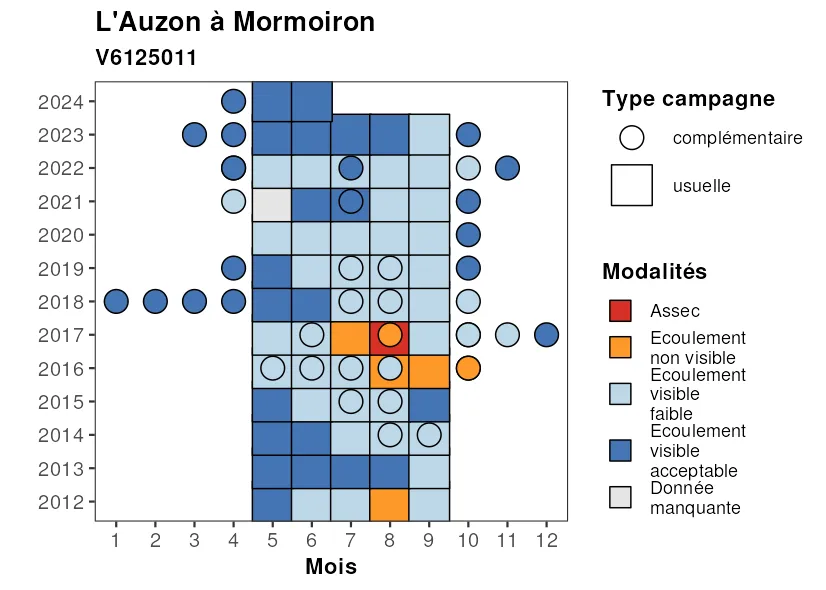 L'Auzon à Mormoiron
V6125011
2024
2023
2022
2021
2020
2019
2018
2017
2016
2015
2014
2013
2012
1 2 3 4 5 6 7 8 9 10 11 12
Mois
Type campagne
complémentaire
usuelle
Modalités
Assec
Ecoulement
non visible
Ecoulement
visible
faible
Ecoulement
visible
acceptable
Donnée
manquante